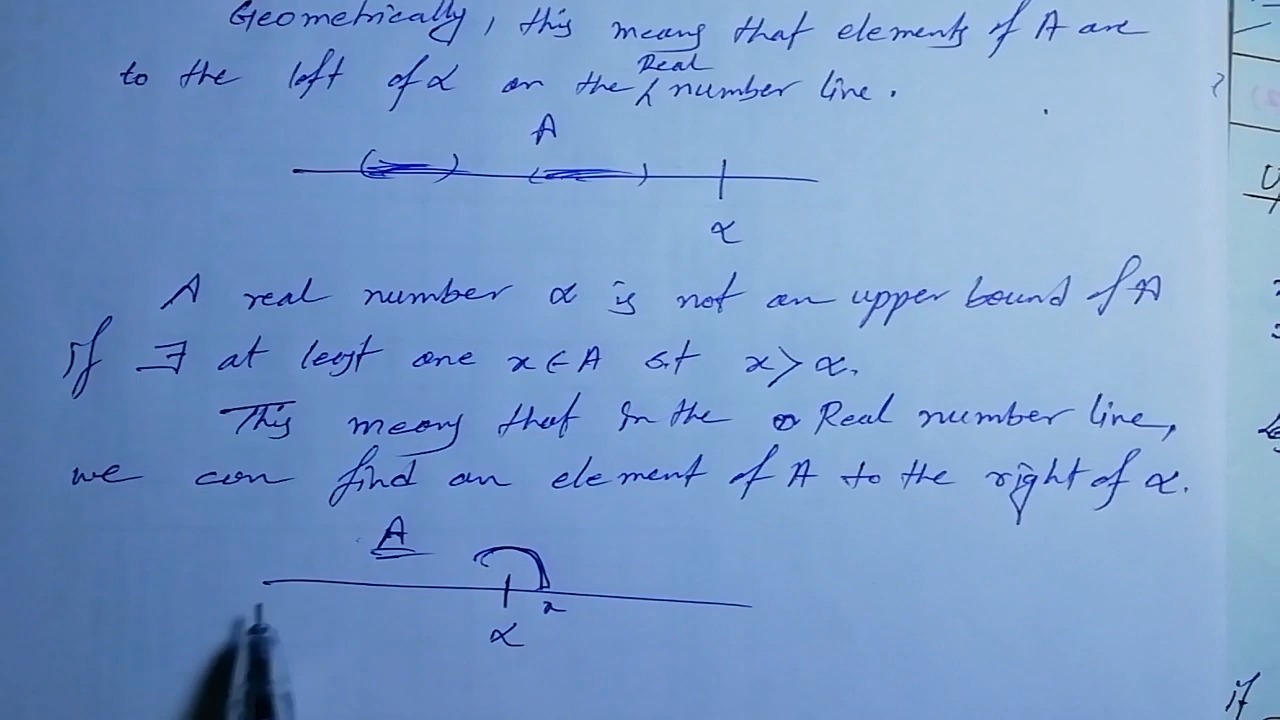 Geometrically, this means that elements of A are
to the left of α on the Real number line.
A
α
A real number α is not an upper bound of A
if ∃ at least one x ∈ A s.t x > α.
This means that in the Real number line,
we can find an element of A to the right of α.
A
x
α
if